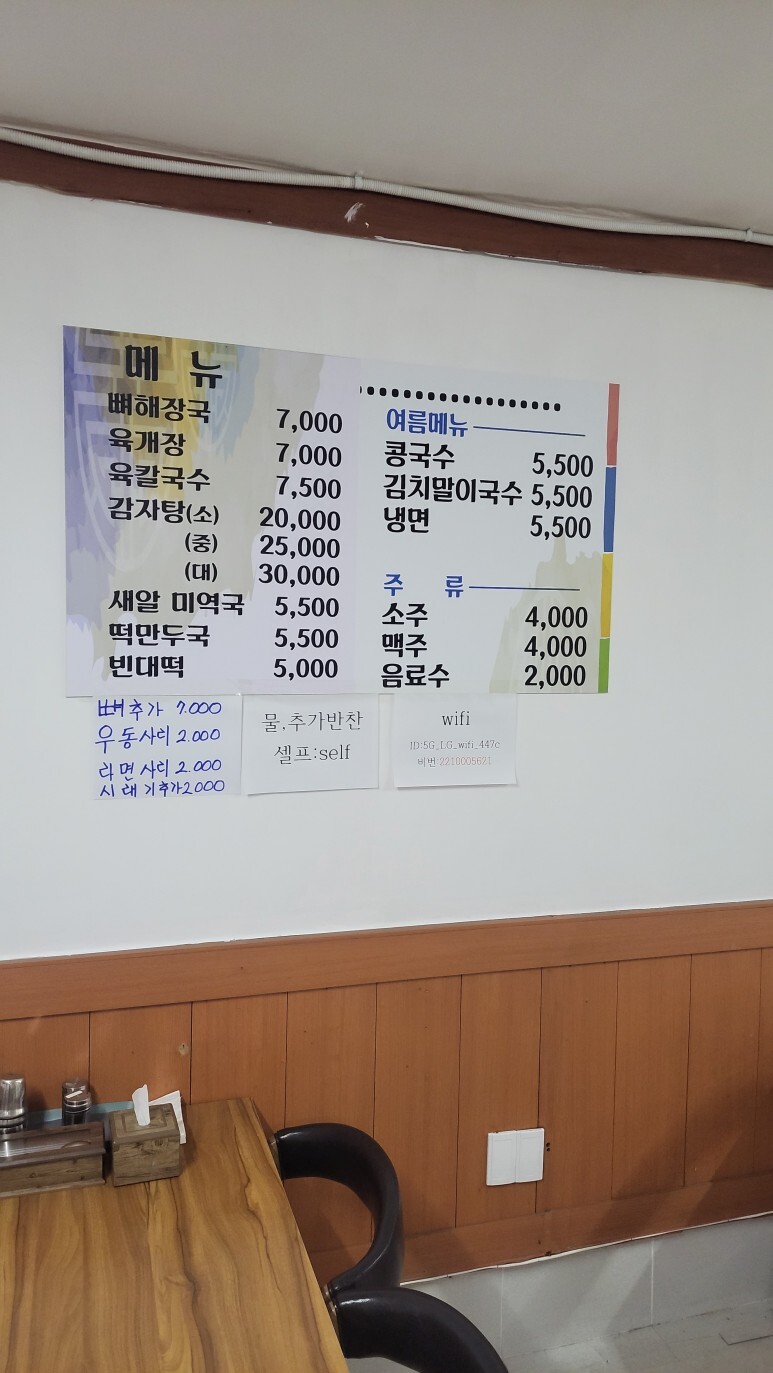 메 뉴
뼈해장국 7,000
육개장 7,000
육칼국수 7,500
감자탕(소) 20,000
(중) 25,000
(대) 30,000
새알 미역국 5,500
떡만두국 5,500
빈대떡 5,000
여름메뉴
콩국수 5,500
김치말이국수 5,500
냉면 5,500
주 류
소주 4,000
맥주 4,000
음료수 2,000
뼈추가 7.000
우동사리 2.000
라면사리 2.000
시래기추가 2000
물,추가반찬
셀프:self
wifi
ID:5G_LG_wifi_447c
비번:2210005621